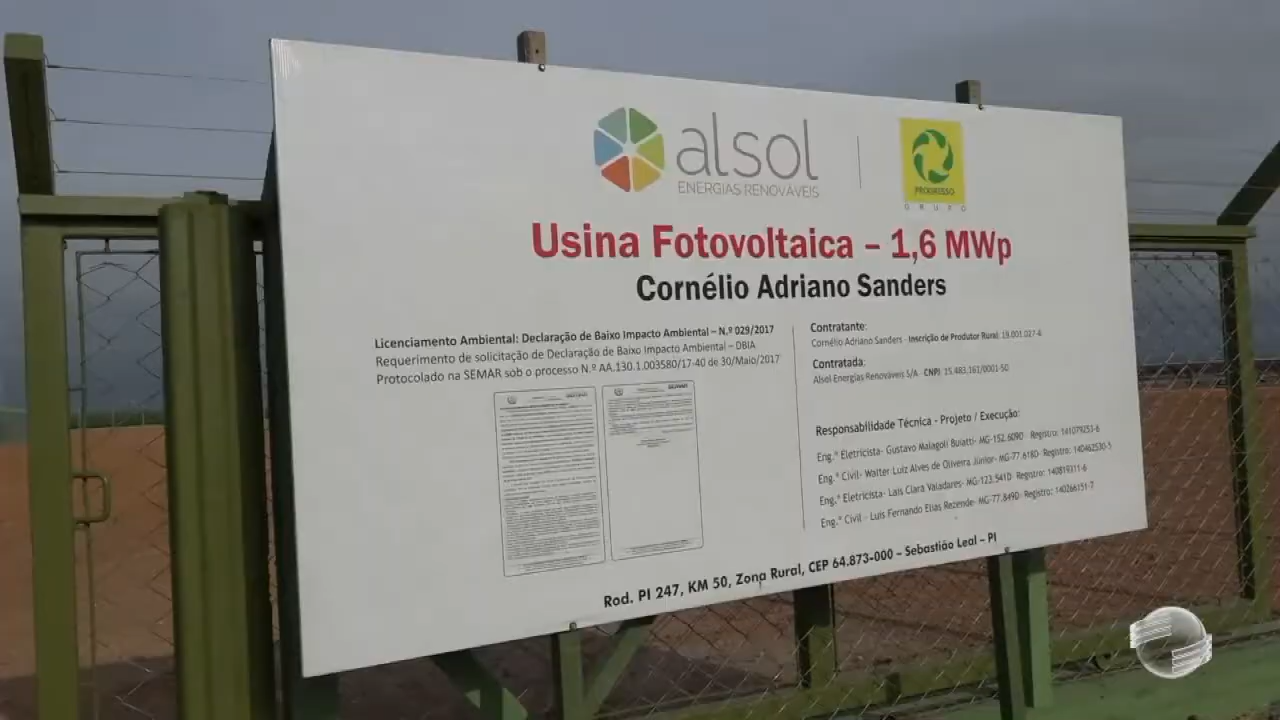 alsol
ENERGIAS RENOVÁVEIS
PROGRESSO
GRUPO
Usina Fotovoltaica – 1,6 MWp
Cornélio Adriano Sanders
Licenciamento Ambiental: Declaração de Baixo Impacto Ambiental – N.º 029/2017
Requerimento de solicitação de Declaração de Baixo Impacto Ambiental – DBIA
Protocolado na SEMAR sob o processo N.º AA.130.1.003580/17-40 de 30/Maio/2017
Contratante:
Cornélio Adriano Sanders - Inscrição de Produtor Rural: 19.001.027-6
Contratada:
Alsol Energias Renováveis S/A - CNPJ: 15.483.161/0001-50
Responsabilidade Técnica - Projeto / Execução:
Eng.º Eletricista- Gustavo Malagoli Buiatti- MG-152.609D - Registro: 141079253-6
Eng.º Civil- Walter Luiz Alves de Oliveira Júnior- MG-77.618D- Registro: 140462530-5
Eng.ª Eletricista- Laís Clara Valadares- MG-123.541D - Registro: 140819311-6
Eng.º Civil - Luis Fernando Elias Rezende- MG-77.849D - Registro: 140266151-7
Rod. PI 247, KM 50, Zona Rural, CEP 64.873-000 – Sebastião Leal – PI